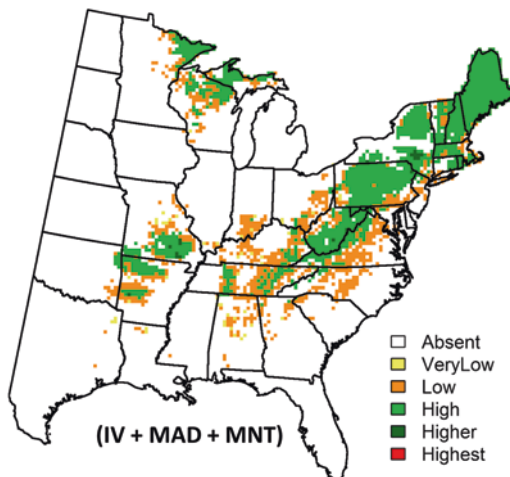 Absent
VeryLow
Low
High
Higher
Highest
(IV + MAD + MNT)